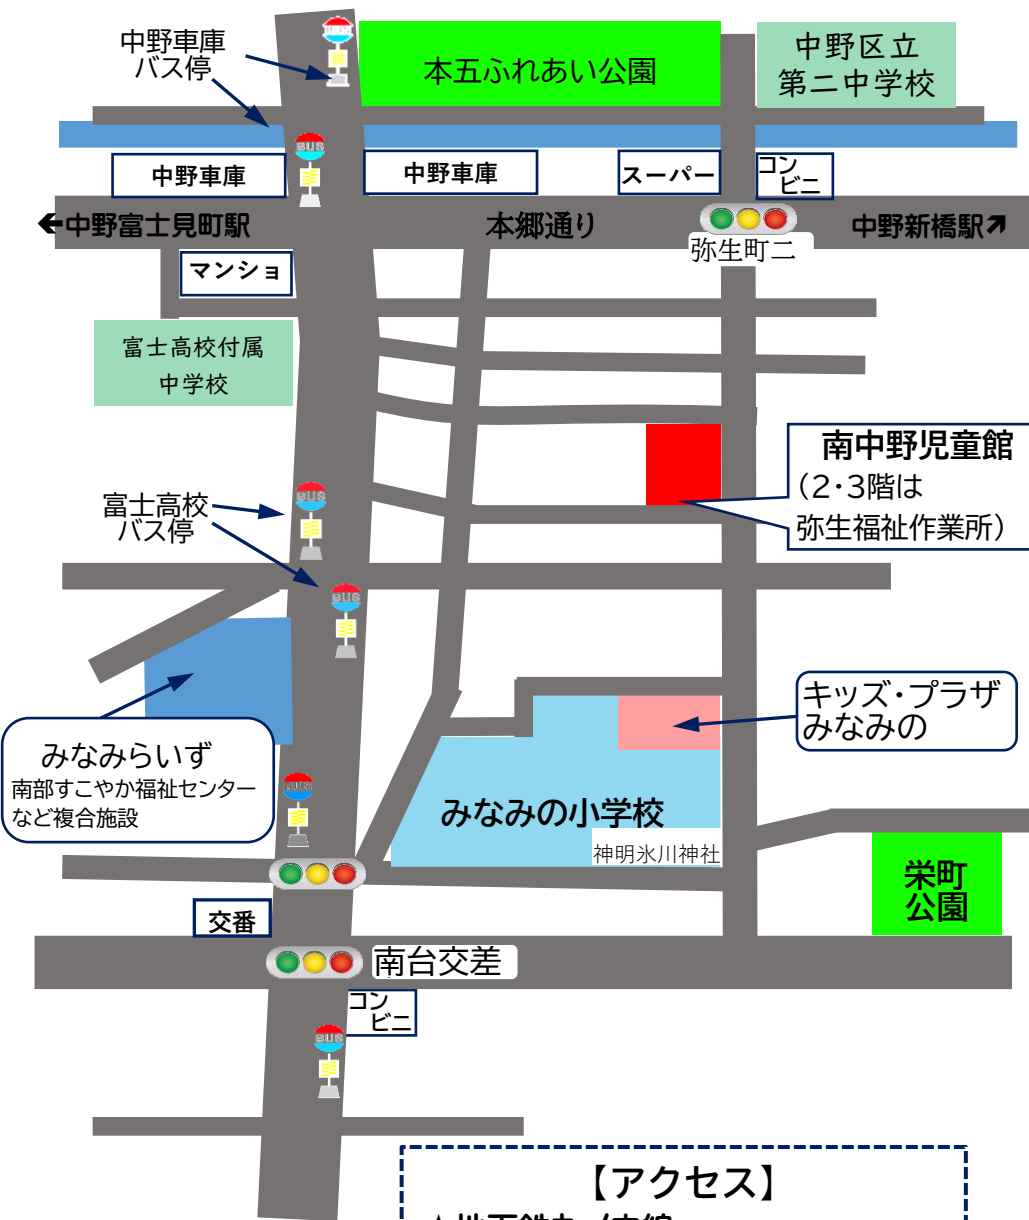 中野車庫
バス停
本五ふれあい公園
中野区立
第二中学校
BUS
中野車庫
中野車庫
スーパー
コン
ビニ
←中野富士見町駅
本郷通り
中野新橋駅↗
弥生町二
マンショ
富士高校付属
中学校
南中野児童館
(2・3階は
弥生福祉作業所)
富士高校
バス停
BUS
BUS
キッズ・プラザ
みなみの
みなみらいず
南部すこやか福祉センター
など複合施設
BUS
みなみの小学校
神明氷川神社
栄町
公園
交番
南台交差
コン
ビニ
BUS
【アクセス】